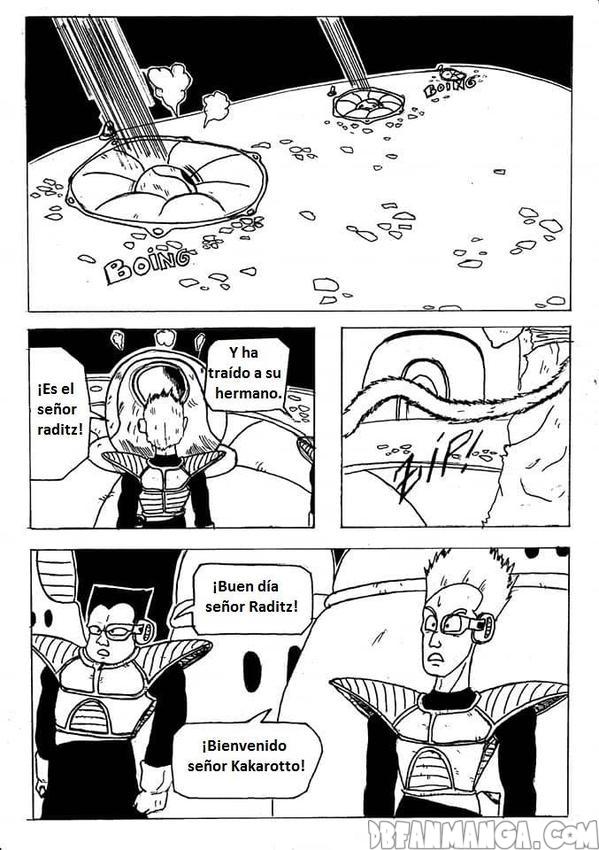 BOING
BOING
¡Es el
señor
raditz!
Y ha
traído a su
hermano.
ZIP!
¡Buen día
señor Raditz!
¡Bienvenido
señor Kakarotto!
DBFANMANGA.COM